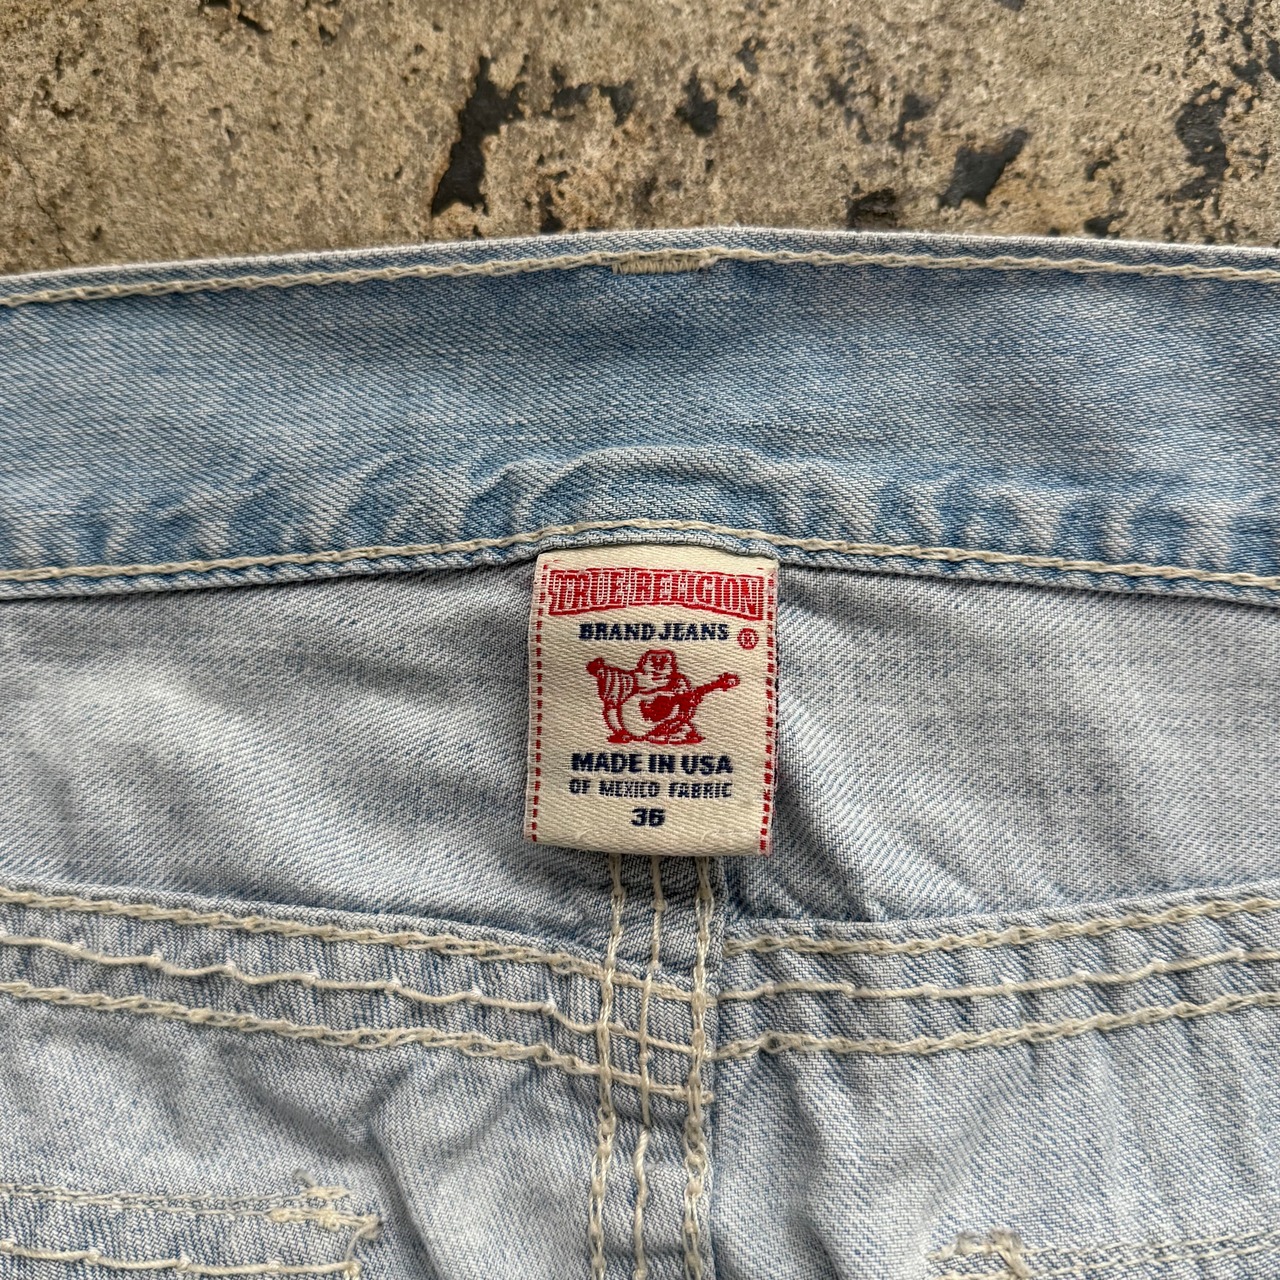 TRUE RELIGION
BRAND JEANS ®
MADE IN USA
OF MEXICO FABRIC
36